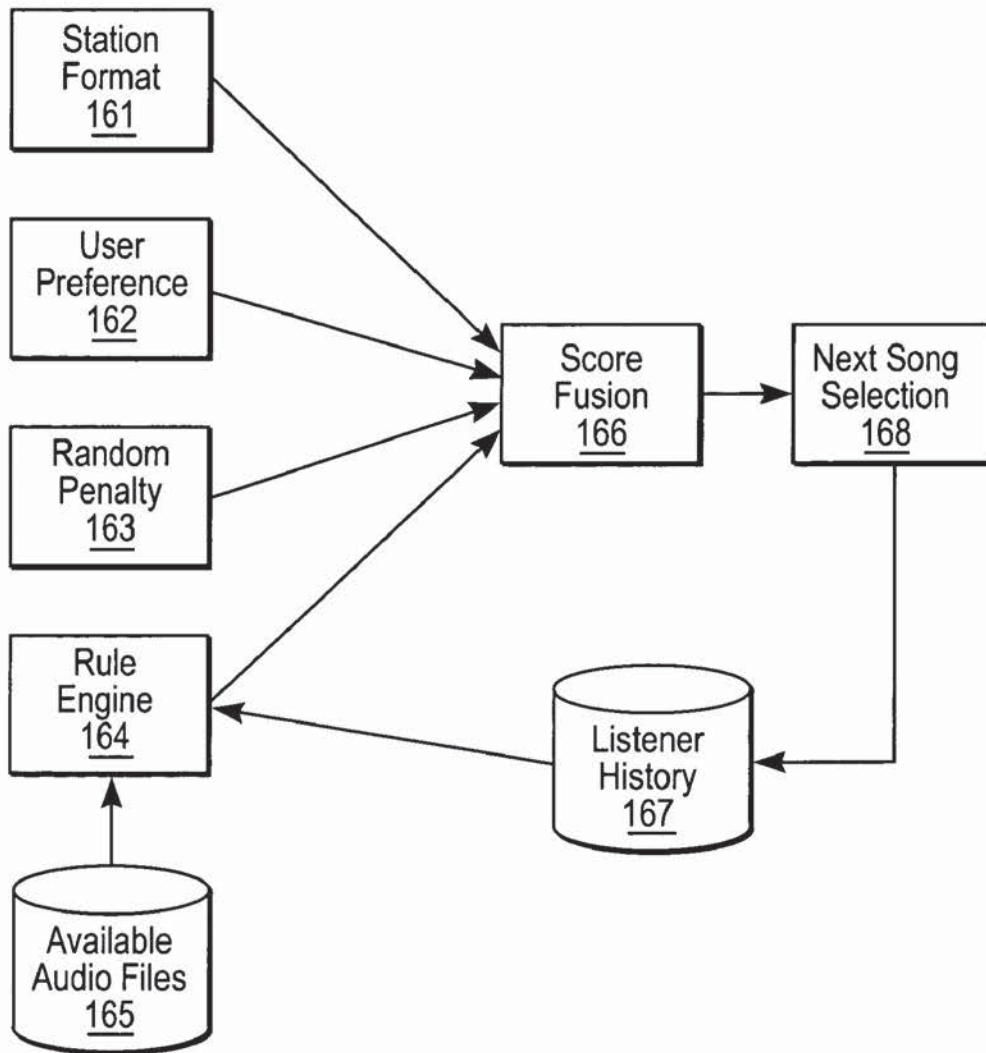 Station
Format
161
User
Preference
162
Random
Penalty
163
Rule
Engine
164
Available
Audio Files
165
Score
Fusion
166
Next Song
Selection
168
Listener
History
167